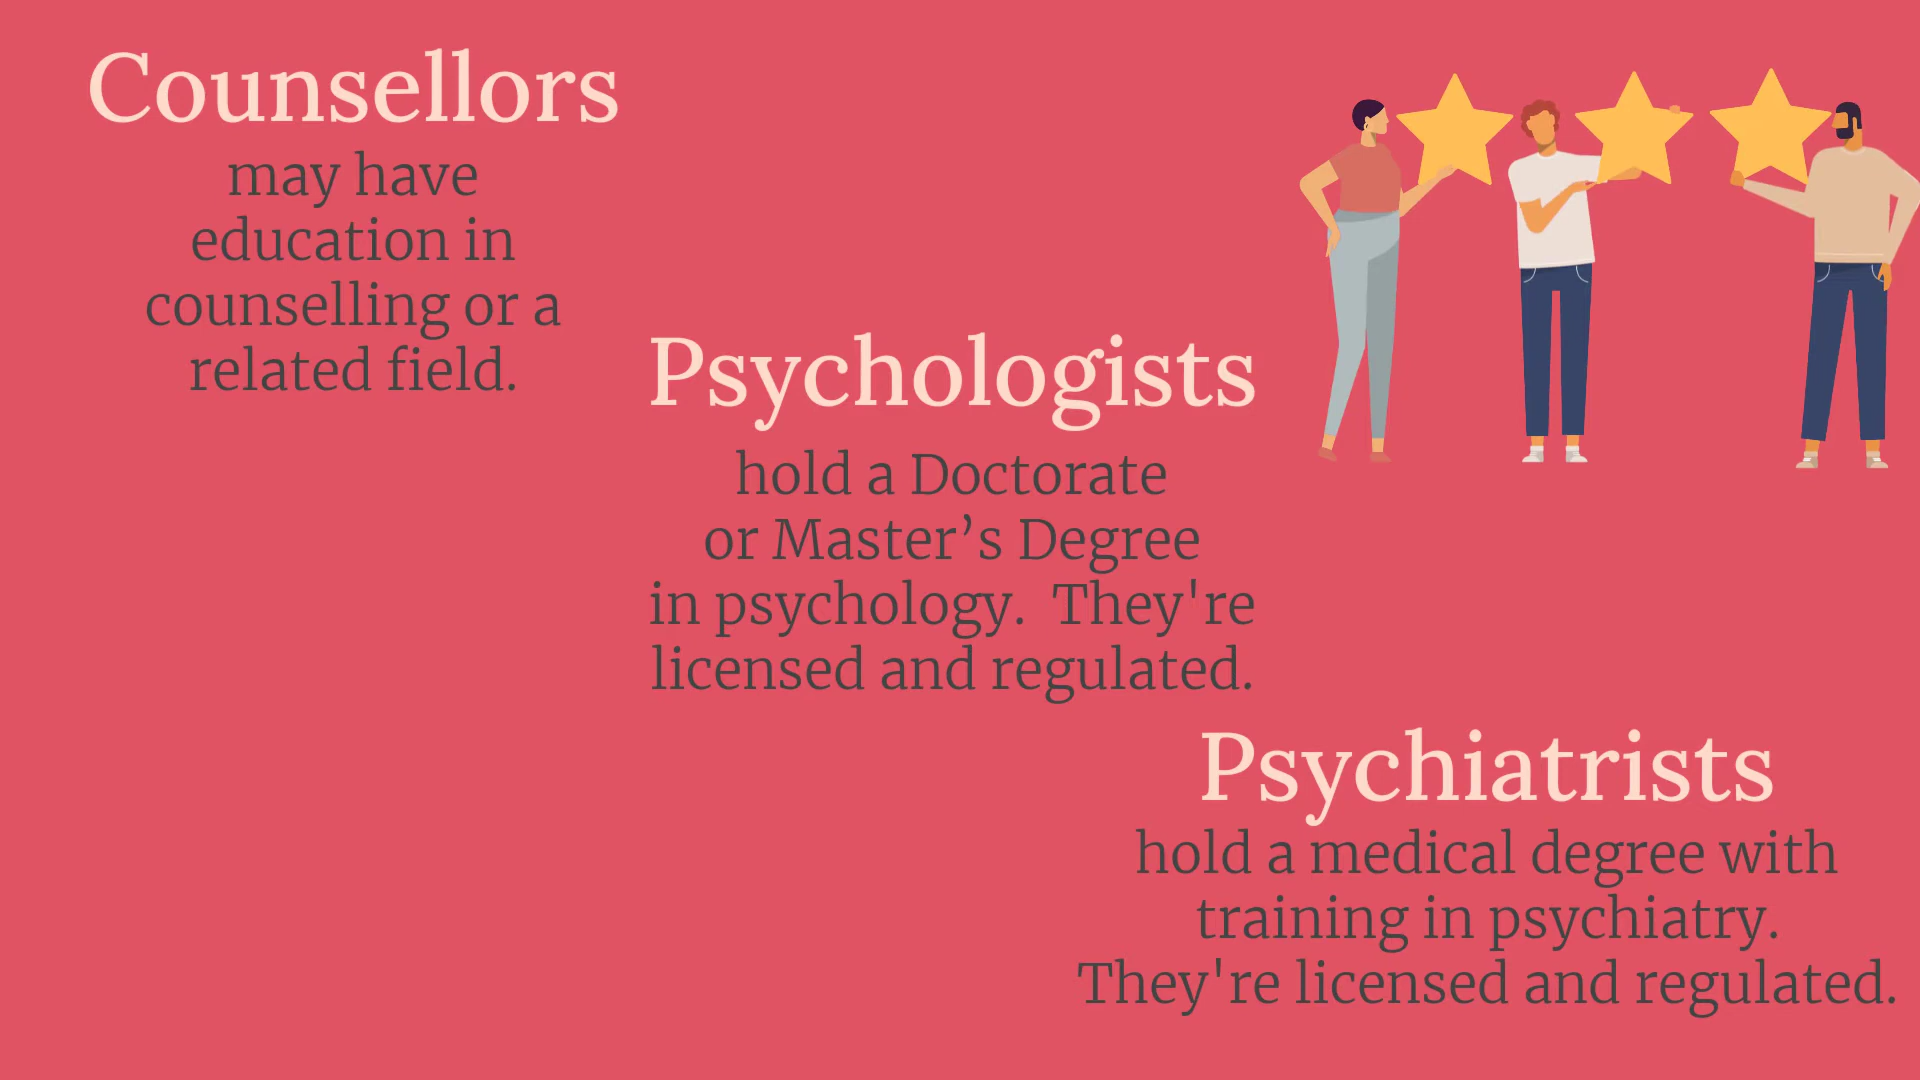 Counsellors
may have
education in
counselling or a
related field.
Psychologists
hold a Doctorate
or Master’s Degree
in psychology.  They're
licensed and regulated.
Psychiatrists
hold a medical degree with
training in psychiatry.
They're licensed and regulated.